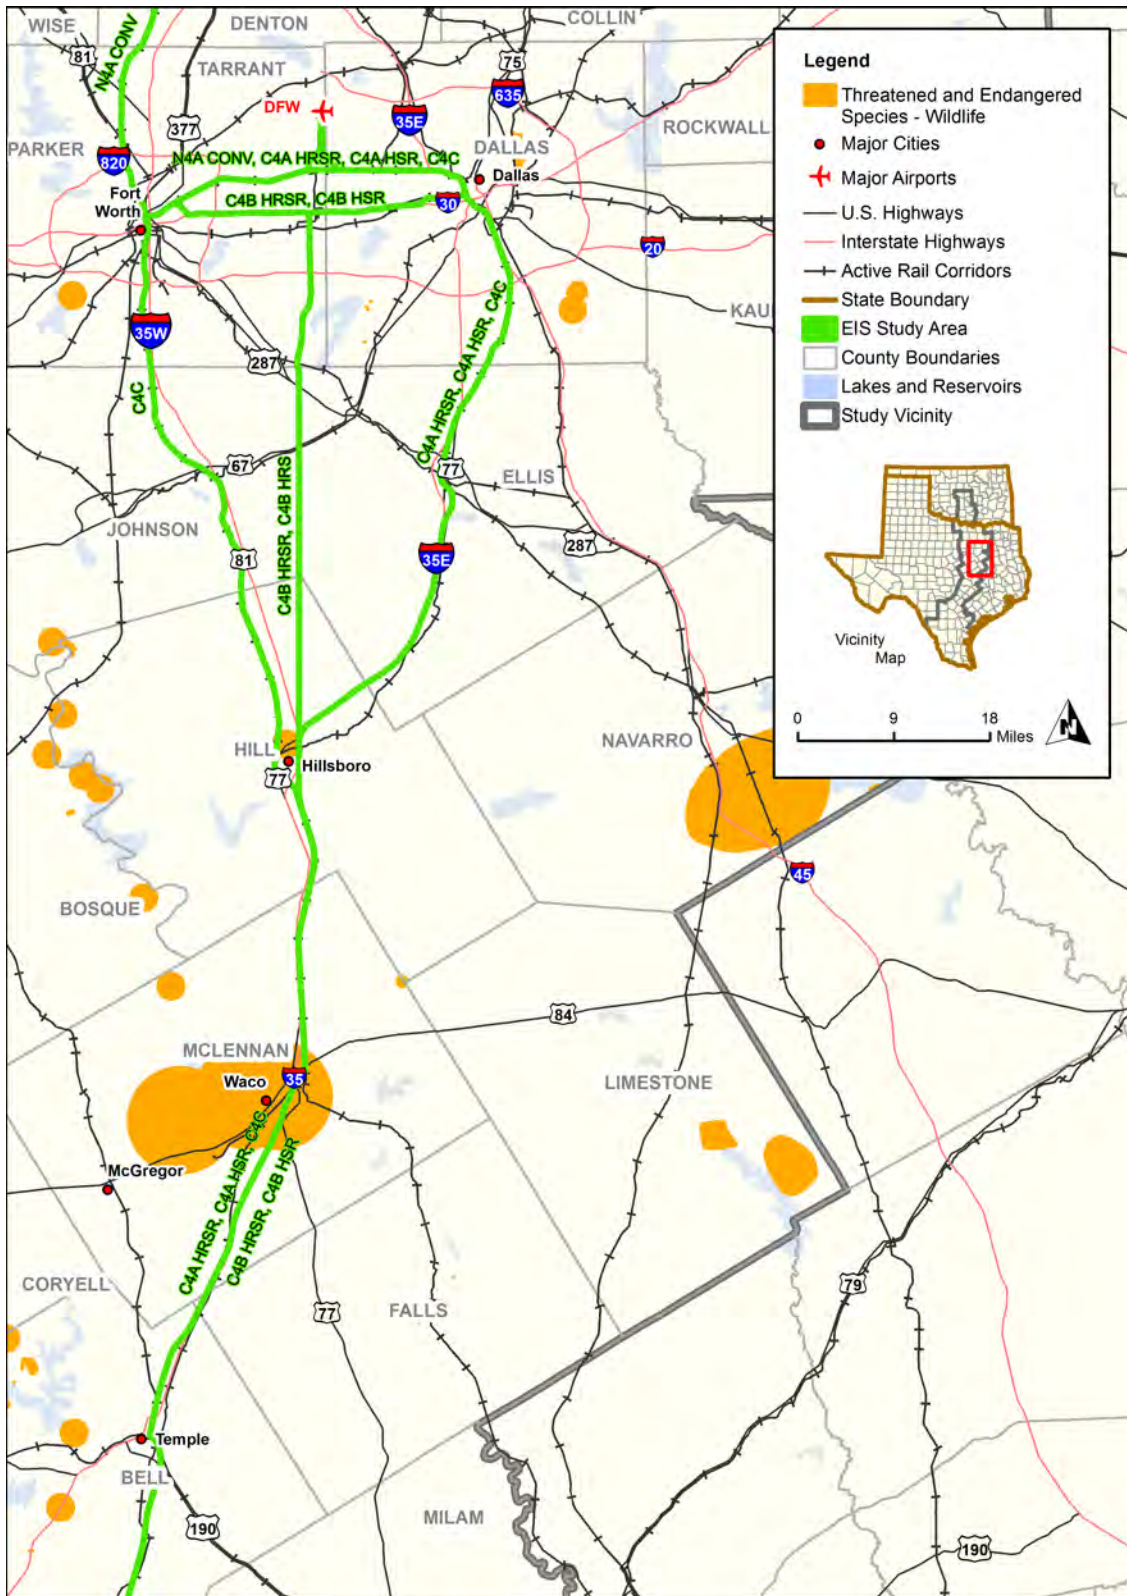 WISE
DENTON
COLLIN
81
N4A CONV
TARRANT
75
635
DFW
35E
377
ROCKWALL
PARKER
820
DALLAS
N4A CONV, C4A HRSR, C4A HSR, C4C
Dallas
Fort
Worth
C4B HRSR, C4B HSR
30
20
KAU
35W
287
C4A HRSR, C4A HSR, C4C
C4C
67
77
ELLIS
C4B HRSR, C4B HRS
JOHNSON
287
81
35E
HILL
Hillsboro
77
NAVARRO
45
BOSQUE
84
MCLENNAN
35
Waco
LIMESTONE
C4A HRSR, C4A HSR, C4C
C4B HRSR, C4B HSR
McGregor
CORYELL
77
FALLS
79
Temple
BELL
MILAM
190
190
Legend
Threatened and Endangered
Species - Wildlife
Major Cities
Major Airports
U.S. Highways
Interstate Highways
Active Rail Corridors
State Boundary
EIS Study Area
County Boundaries
Lakes and Reservoirs
Study Vicinity
Vicinity
Map
0 9 18
Miles
N